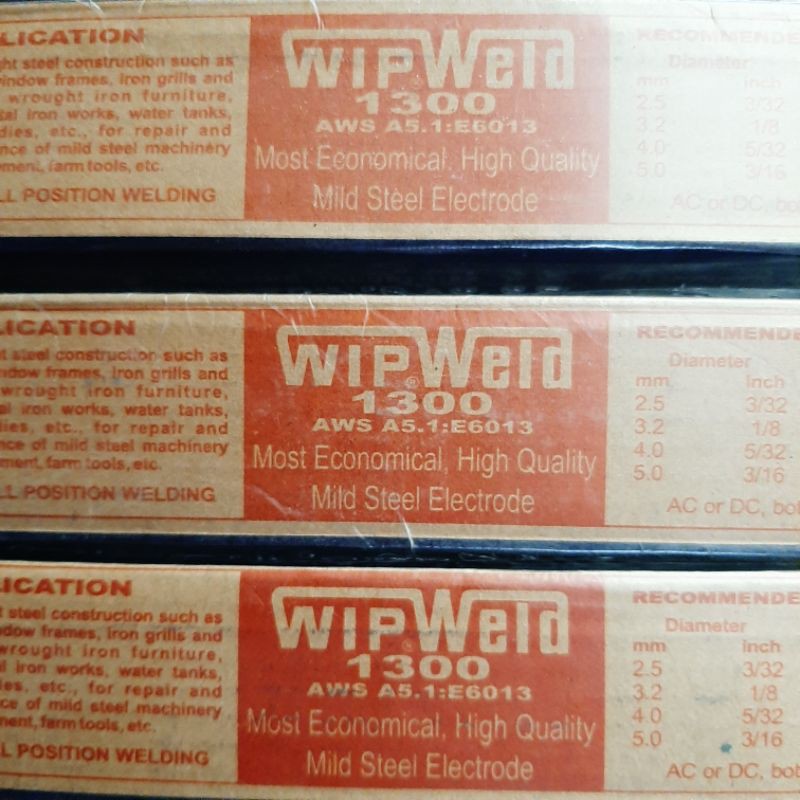 LICATION
ght steel construction such as
window frames, iron grills and
wrought iron furniture,
tal iron works, water tanks,
dies, etc., for repair and
nce of mild steel machinery
ment, farm tools, etc.
LL POSITION WELDING
WIPWeld
1300
AWS A5.1:E6013
Most Economical, High Quality
Mild Steel Electrode
RECOMMENDE
Diameter
mm Inch
2.5 3/32
3.2 1/8
4.0 5/32
5.0 3/16
AC or DC, bot
LICATION
t steel construction such as
ndow frames, iron grills and
wrought iron furniture,
al iron works, water tanks,
dies, etc., for repair and
nce of mild steel machinery
ment, farm tools, etc.
LL POSITION WELDING
WIPWeld
®
1300
AWS A5.1:E6013
Most Economical, High Quality
Mild Steel Electrode
RECOMMENDE
Diameter
mm Inch
2.5 3/32
3.2 1/8
4.0 5/32
5.0 3/16
AC or DC, bot
ICATION
t steel construction such as
ndow frames, iron grills and
wrought iron furniture,
l iron works, water tanks,
ies, etc., for repair and
ce of mild steel machinery
nent, farm tools, etc.
L POSITION WELDING
WIPWeld
1300
AWS A5.1:E6013
Most Economical, High Quality
Mild Steel Electrode
RECOMMENDE
Diameter
mm Inch
2.5 3/32
3.2 1/8
4.0 5/32
5.0 3/16
AC or DC, bot